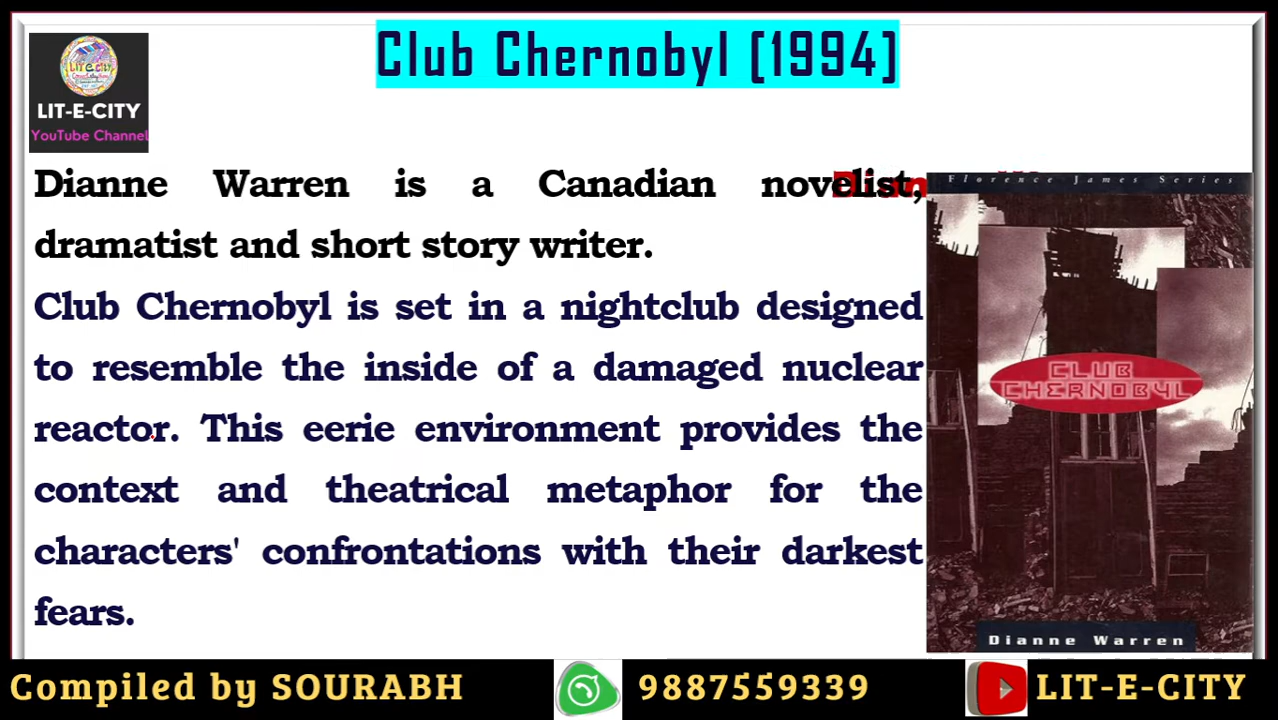 Club Chernobyl [1994]
LIT-E-CITY
YouTube Channel
Dianne Warren is a Canadian novelist,
dramatist and short story writer.
Club Chernobyl is set in a nightclub designed
to resemble the inside of a damaged nuclear
reactor. This eerie environment provides the
context and theatrical metaphor for the
characters' confrontations with their darkest
fears.
Florence James Series
CLUB
CHERNOBYL
Dianne Warren
Compiled by SOURABH
9887559339
LIT-E-CITY